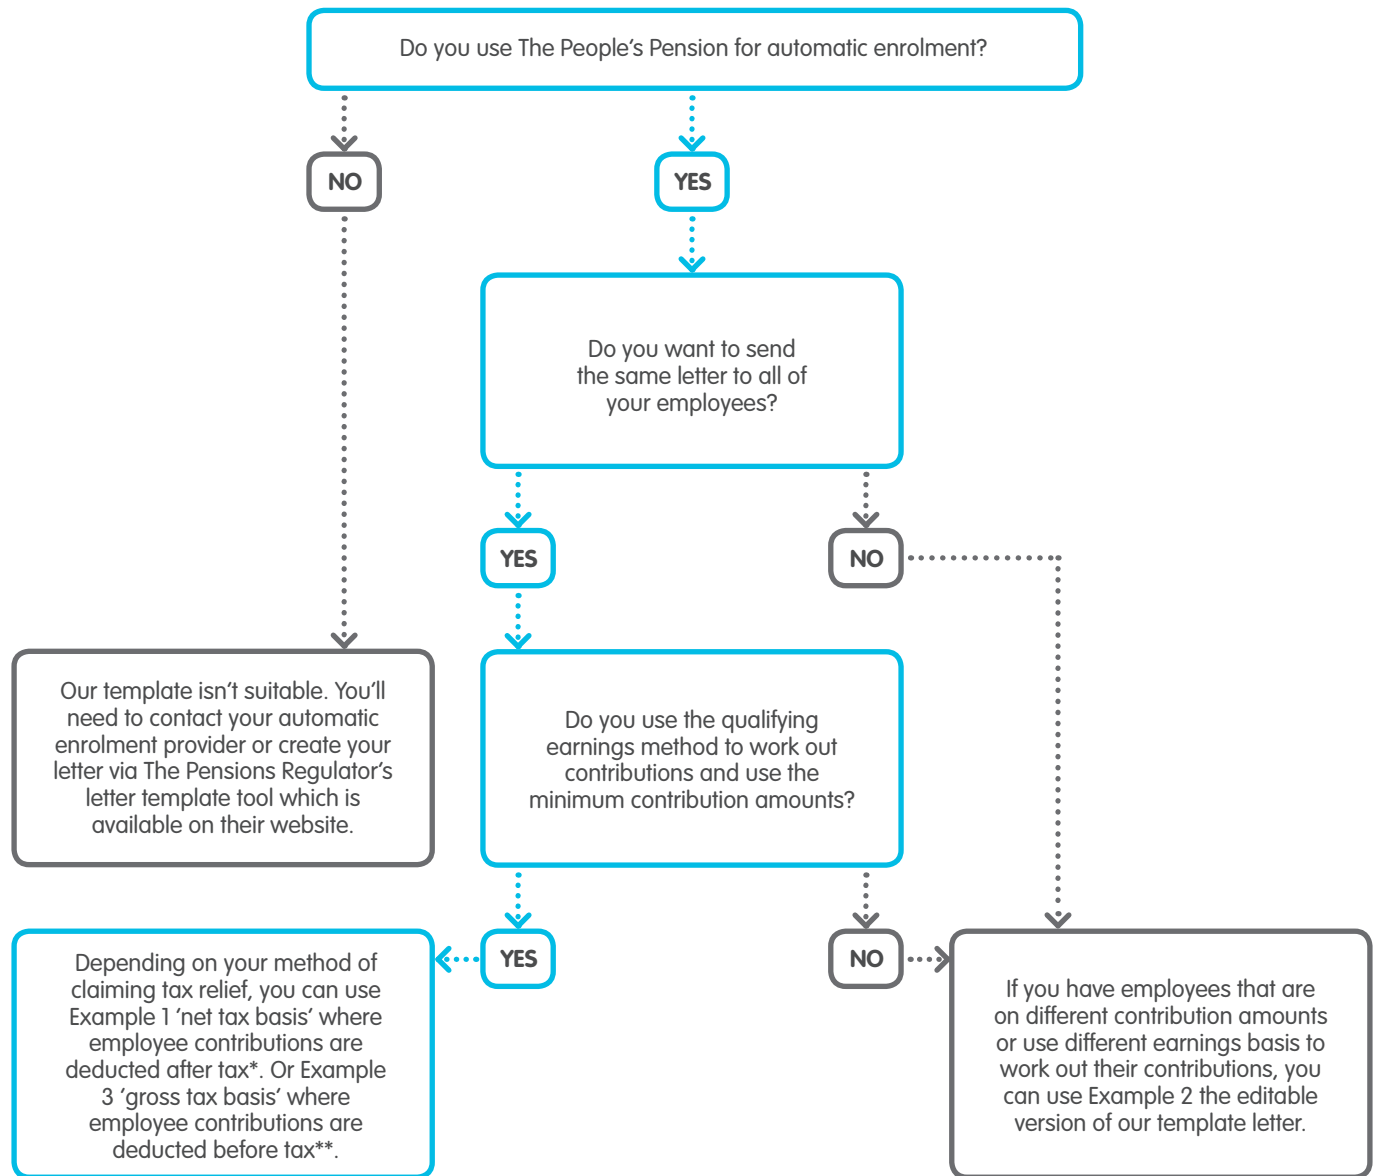 Do you use The People's Pension for automatic enrolment?
NO
YES
Do you want to send
the same letter to all of
your employees?
YES
NO
Our template isn't suitable. You'll
need to contact your automatic
enrolment provider or create your
letter via The Pensions Regulator's
letter template tool which is
available on their website.
Do you use the qualifying
earnings method to work out
contributions and use the
minimum contribution amounts?
YES
NO
Depending on your method of
claiming tax relief, you can use
Example 1 'net tax basis' where
employee contributions are
deducted after tax*. Or Example
3 'gross tax basis' where
employee contributions are
deducted before tax**.
If you have employees that are
on different contribution amounts
or use different earnings basis to
work out their contributions, you
can use Example 2 the editable
version of our template letter.